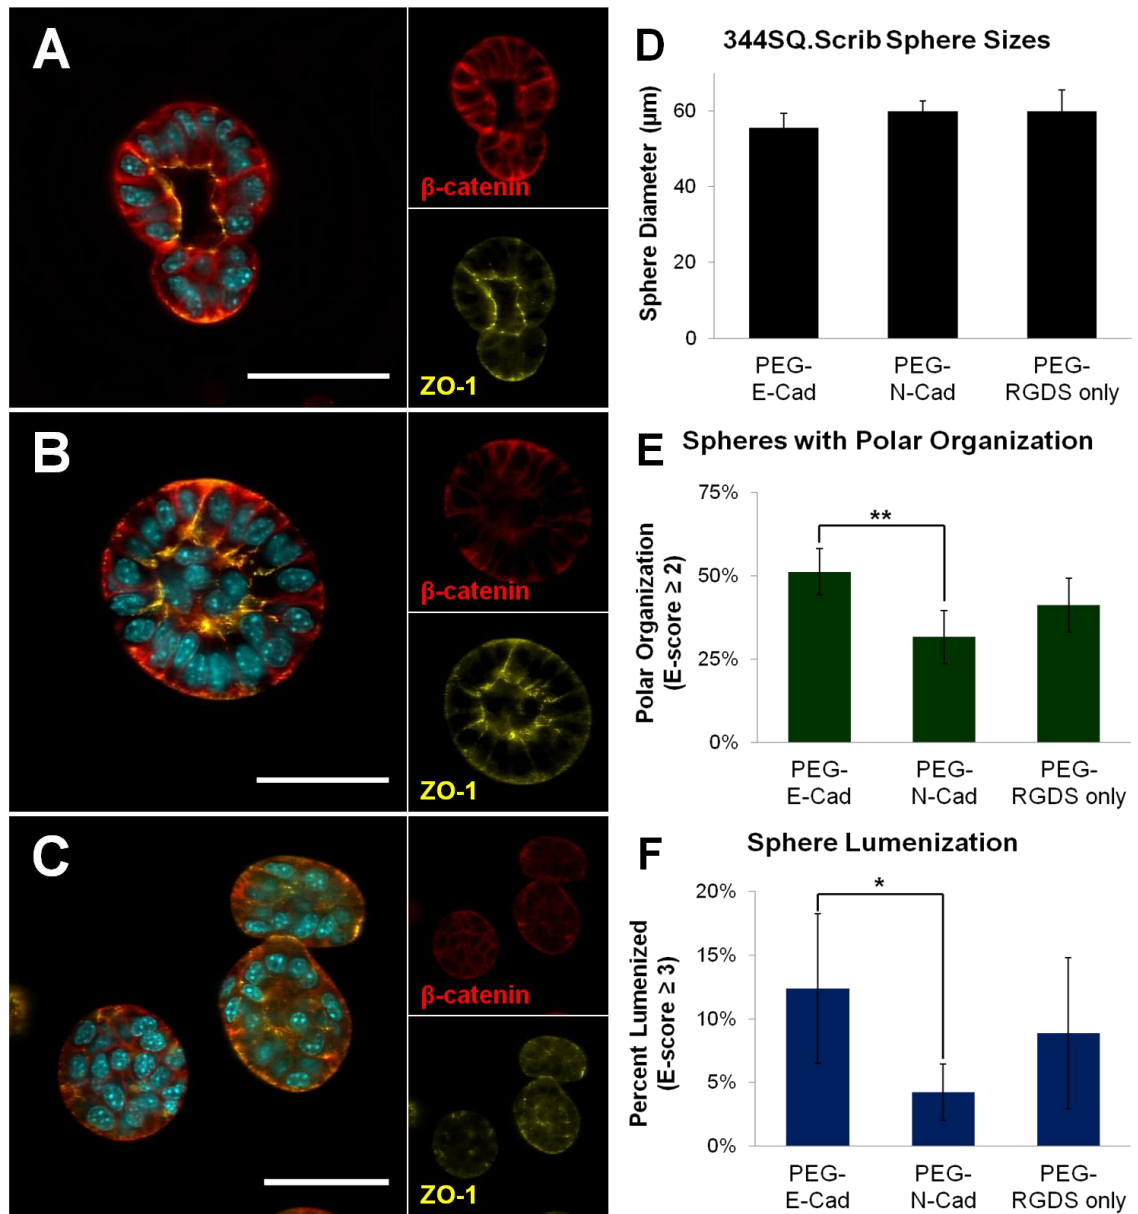 A
β-catenin
ZO-1
B
β-catenin
ZO-1
C
β-catenin
ZO-1
D
344SQ.Scrib Sphere Sizes
Sphere Diameter (µm)
60
40
20
0
PEG-
E-Cad
PEG-
N-Cad
PEG-
RGDS only
E
Spheres with Polar Organization
Polar Organization
(E-score ≥ 2)
75%
50%
25%
0%
**
PEG-
E-Cad
PEG-
N-Cad
PEG-
RGDS only
F
Sphere Lumenization
Percent Lumenized
(E-score ≥ 3)
20%
15%
10%
5%
0%
*
PEG-
E-Cad
PEG-
N-Cad
PEG-
RGDS only